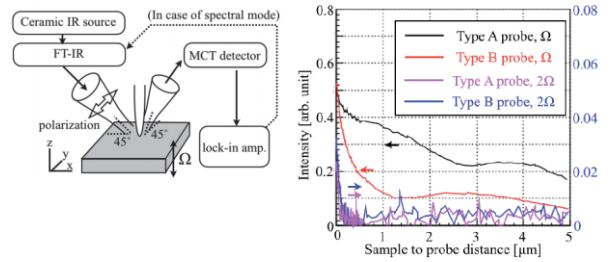 Ceramic IR source
(In case of spectral mode)
FT-IR
MCT detector
polarization
45°
45°
lock-in amp.
Ω
z
y
x
Intensity [arb. unit]
0.8
0.6
0.4
0.2
0
0.08
0.06
0.04
0.02
0
Type A probe, Ω
Type B probe, Ω
Type A probe, 2Ω
Type B probe, 2Ω
0 1 2 3 4 5
Sample to probe distance [μm]